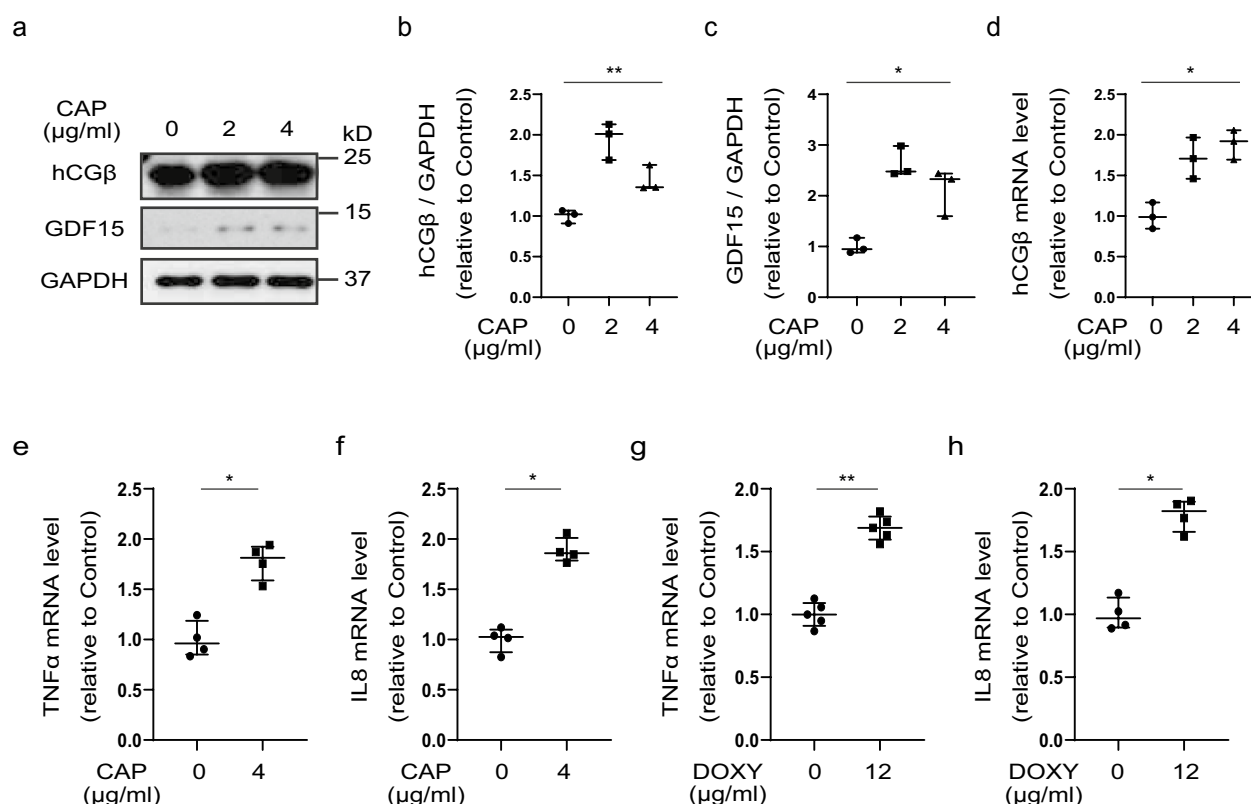 a
CAP
(µg/ml)
0 2 4 kD
hCGβ
25
GDF15
15
GAPDH
37
b
**
hCGβ / GAPDH
(relative to Control)
2.5
2.0
1.5
1.0
0.5
0.0
CAP 0 2 4
(µg/ml)
c
*
GDF15 / GAPDH
(relative to Control)
4
3
2
1
0
CAP 0 2 4
(µg/ml)
d
*
hCGβ mRNA level
(relative to Control)
2.5
2.0
1.5
1.0
0.5
0.0
CAP 0 2 4
(µg/ml)
e
*
TNFα mRNA level
(relative to Control)
2.5
2.0
1.5
1.0
0.5
0.0
CAP 0 4
(µg/ml)
f
*
IL8 mRNA level
(relative to Control)
2.5
2.0
1.5
1.0
0.5
0.0
CAP 0 4
(µg/ml)
g
**
TNFα mRNA level
(relative to Control)
2.0
1.5
1.0
0.5
0.0
DOXY 0 12
(µg/ml)
h
*
IL8 mRNA level
(relative to Control)
2.0
1.5
1.0
0.5
0.0
DOXY 0 12
(µg/ml)